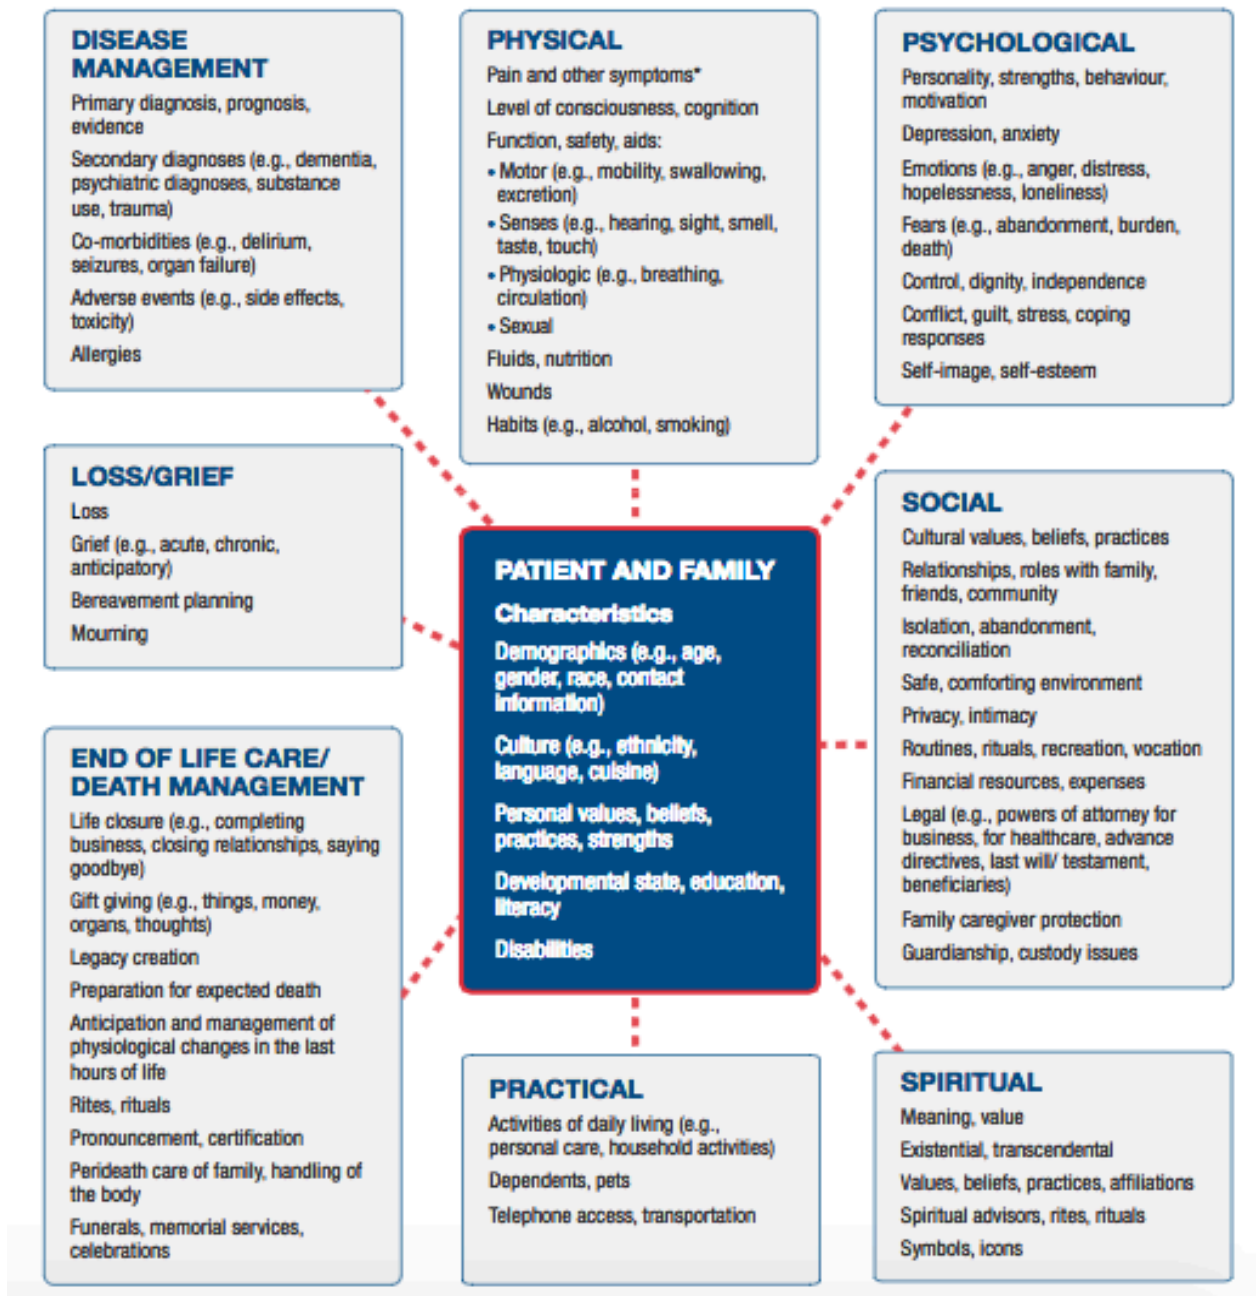 DISEASE
MANAGEMENT
Primary diagnosis, prognosis,
evidence
Secondary diagnoses (e.g., dementia,
psychiatric diagnoses, substance
use, trauma)
Co-morbidities (e.g., delirium,
seizures, organ failure)
Adverse events (e.g., side effects,
toxicity)
Allergies
PHYSICAL
Pain and other symptoms*
Level of consciousness, cognition
Function, safety, aids:
• Motor (e.g., mobility, swallowing,
excretion)
• Senses (e.g., hearing, sight, smell,
taste, touch)
• Physiologic (e.g., breathing,
circulation)
• Sexual
Fluids, nutrition
Wounds
Habits (e.g., alcohol, smoking)
PSYCHOLOGICAL
Personality, strengths, behaviour,
motivation
Depression, anxiety
Emotions (e.g., anger, distress,
hopelessness, loneliness)
Fears (e.g., abandonment, burden,
death)
Control, dignity, independence
Conflict, guilt, stress, coping
responses
Self-image, self-esteem
LOSS/GRIEF
Loss
Grief (e.g., acute, chronic,
anticipatory)
Bereavement planning
Mourning
PATIENT AND FAMILY
Characteristics
Demographics (e.g., age,
gender, race, contact
information)
Culture (e.g., ethnicity,
language, cuisine)
Personal values, beliefs,
practices, strengths
Developmental state, education,
literacy
Disabilities
SOCIAL
Cultural values, beliefs, practices
Relationships, roles with family,
friends, community
Isolation, abandonment,
reconciliation
Safe, comforting environment
Privacy, intimacy
Routines, rituals, recreation, vocation
Financial resources, expenses
Legal (e.g., powers of attorney for
business, for healthcare, advance
directives, last will/ testament,
beneficiaries)
Family caregiver protection
Guardianship, custody issues
END OF LIFE CARE/
DEATH MANAGEMENT
Life closure (e.g., completing
business, closing relationships, saying
goodbye)
Gift giving (e.g., things, money,
organs, thoughts)
Legacy creation
Preparation for expected death
Anticipation and management of
physiological changes in the last
hours of life
Rites, rituals
Pronouncement, certification
Perideath care of family, handling of
the body
Funerals, memorial services,
celebrations
PRACTICAL
Activities of daily living (e.g.,
personal care, household activities)
Dependents, pets
Telephone access, transportation
SPIRITUAL
Meaning, value
Existential, transcendental
Values, beliefs, practices, affiliations
Spiritual advisors, rites, rituals
Symbols, icons